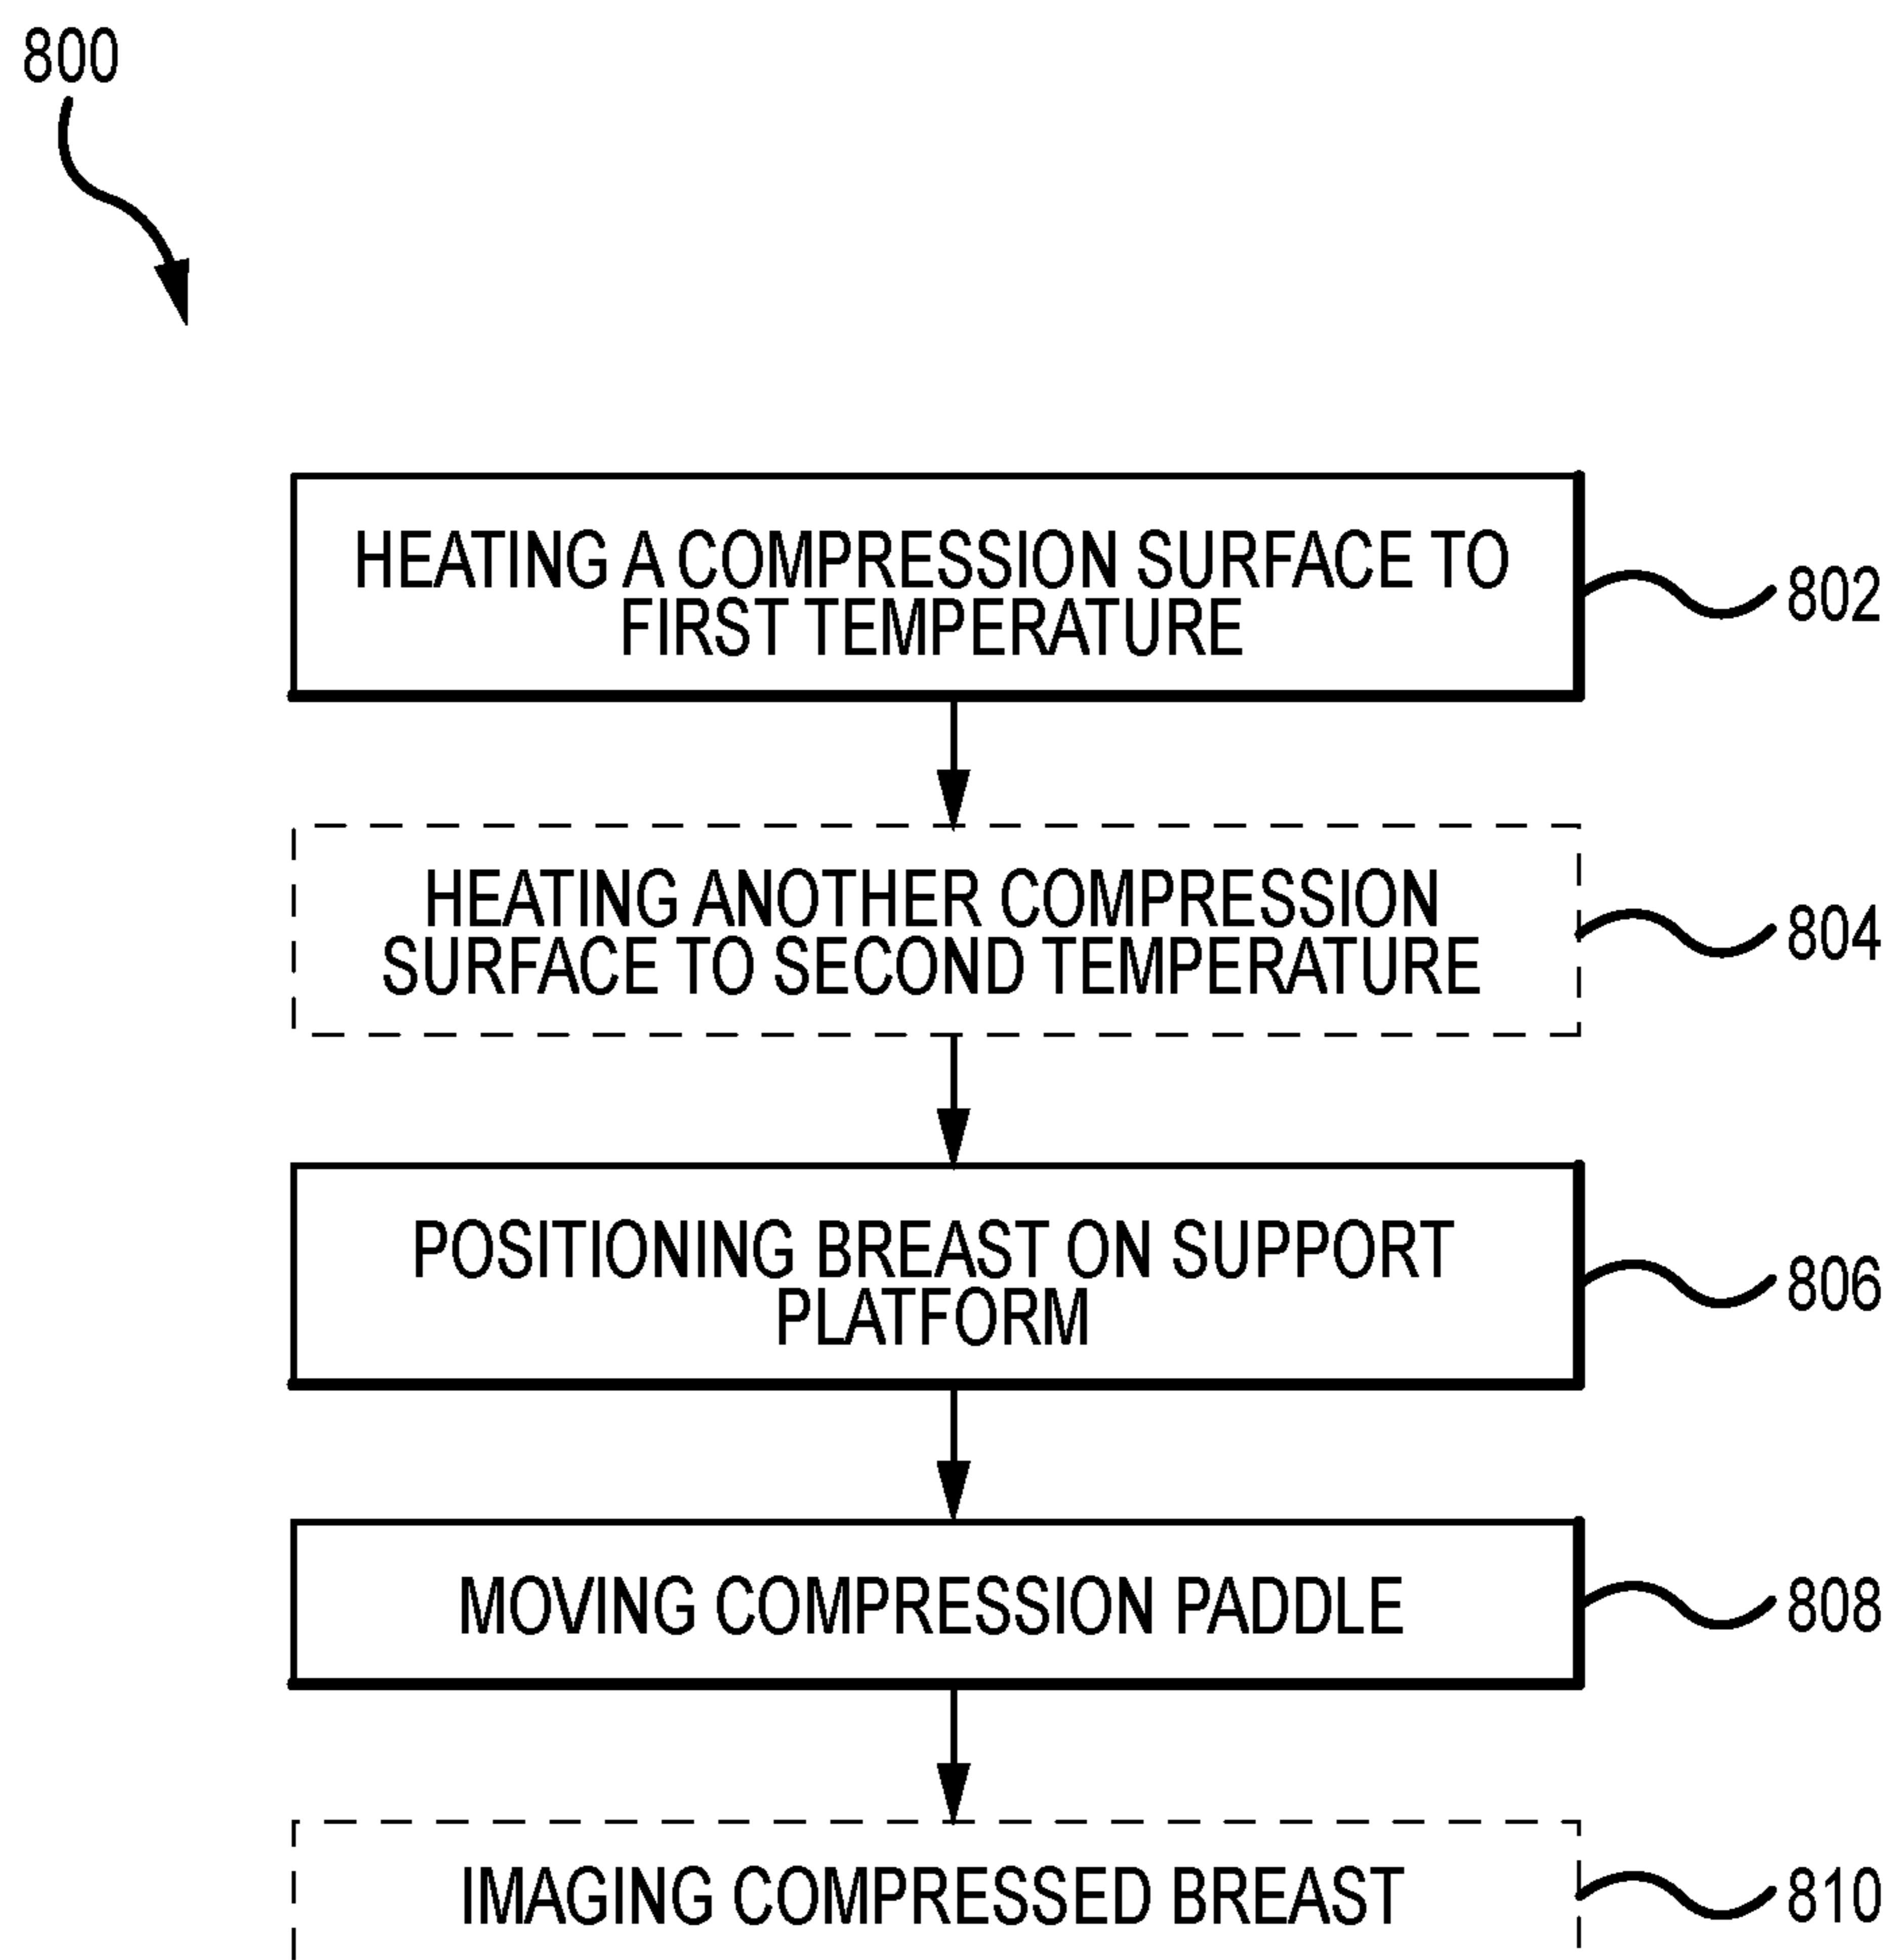 800
HEATING A COMPRESSION SURFACE TO
FIRST TEMPERATURE
802
HEATING ANOTHER COMPRESSION
SURFACE TO SECOND TEMPERATURE
804
POSITIONING BREAST ON SUPPORT
PLATFORM
806
MOVING COMPRESSION PADDLE
808
IMAGING COMPRESSED BREAST
810